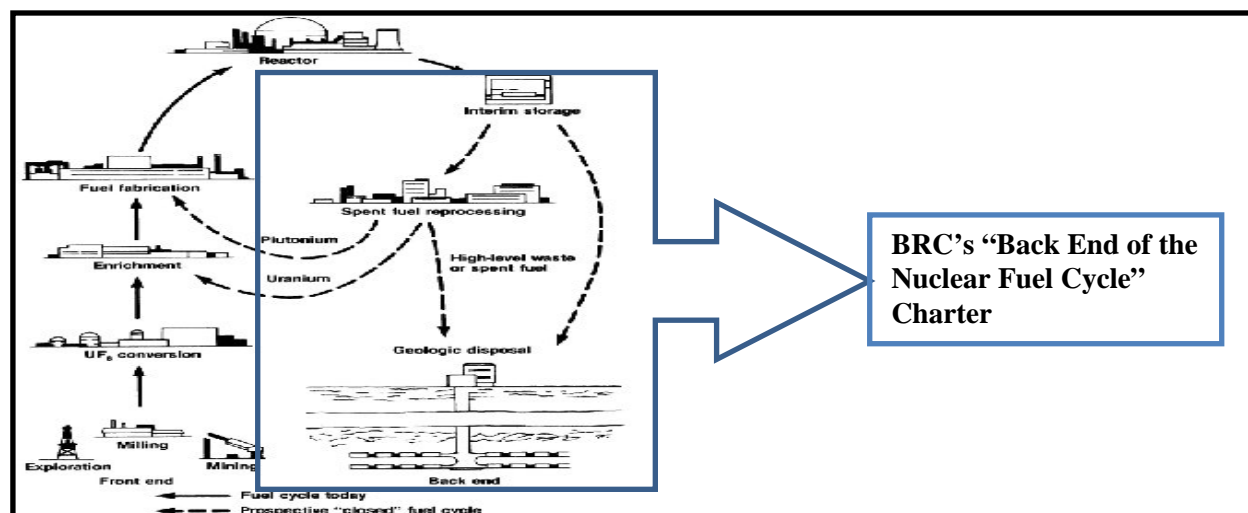 Reactor
Interim storage
Fuel fabrication
Spent fuel reprocessing
Plutonium
Enrichment
Uranium
High-level waste
or spent fuel
BRC’s “Back End of the
Nuclear Fuel Cycle”
Charter
UF₆ conversion
Geologic disposal
Milling
Exploration
Mining
Front end
Back end
Fuel cycle today
Prospective “closed” fuel cycle